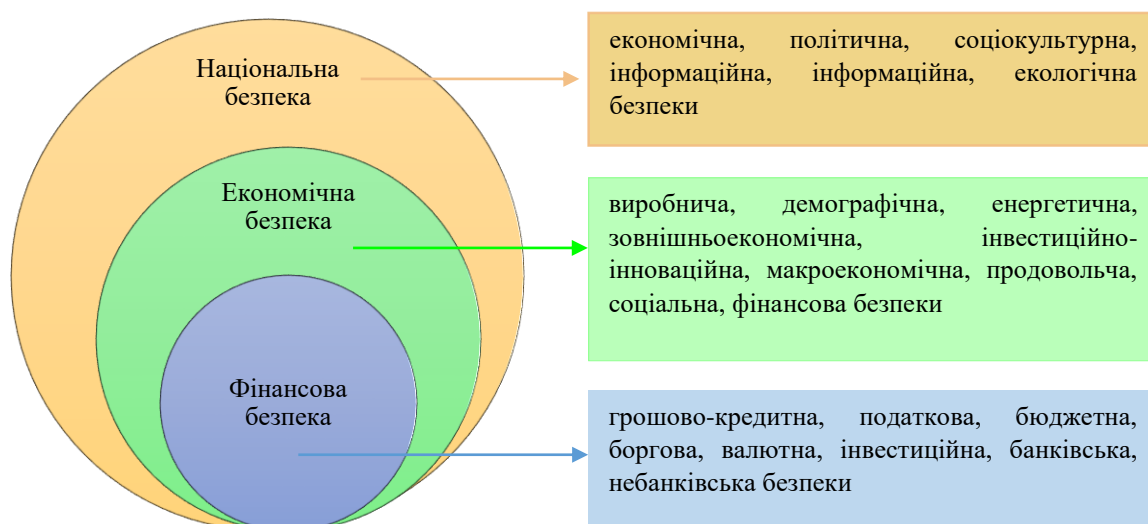 Національна
безпека
економічна, політична, соціокультурна,
інформаційна, інформаційна, екологічна
безпеки
Економічна
безпека
виробнича, демографічна, енергетична,
зовнішньоекономічна, інвестиційно-
інноваційна, макроекономічна, продовольча,
соціальна, фінансова безпеки
Фінансова
безпека
грошово-кредитна, податкова, бюджетна,
боргова, валютна, інвестиційна, банківська,
небанківська безпеки